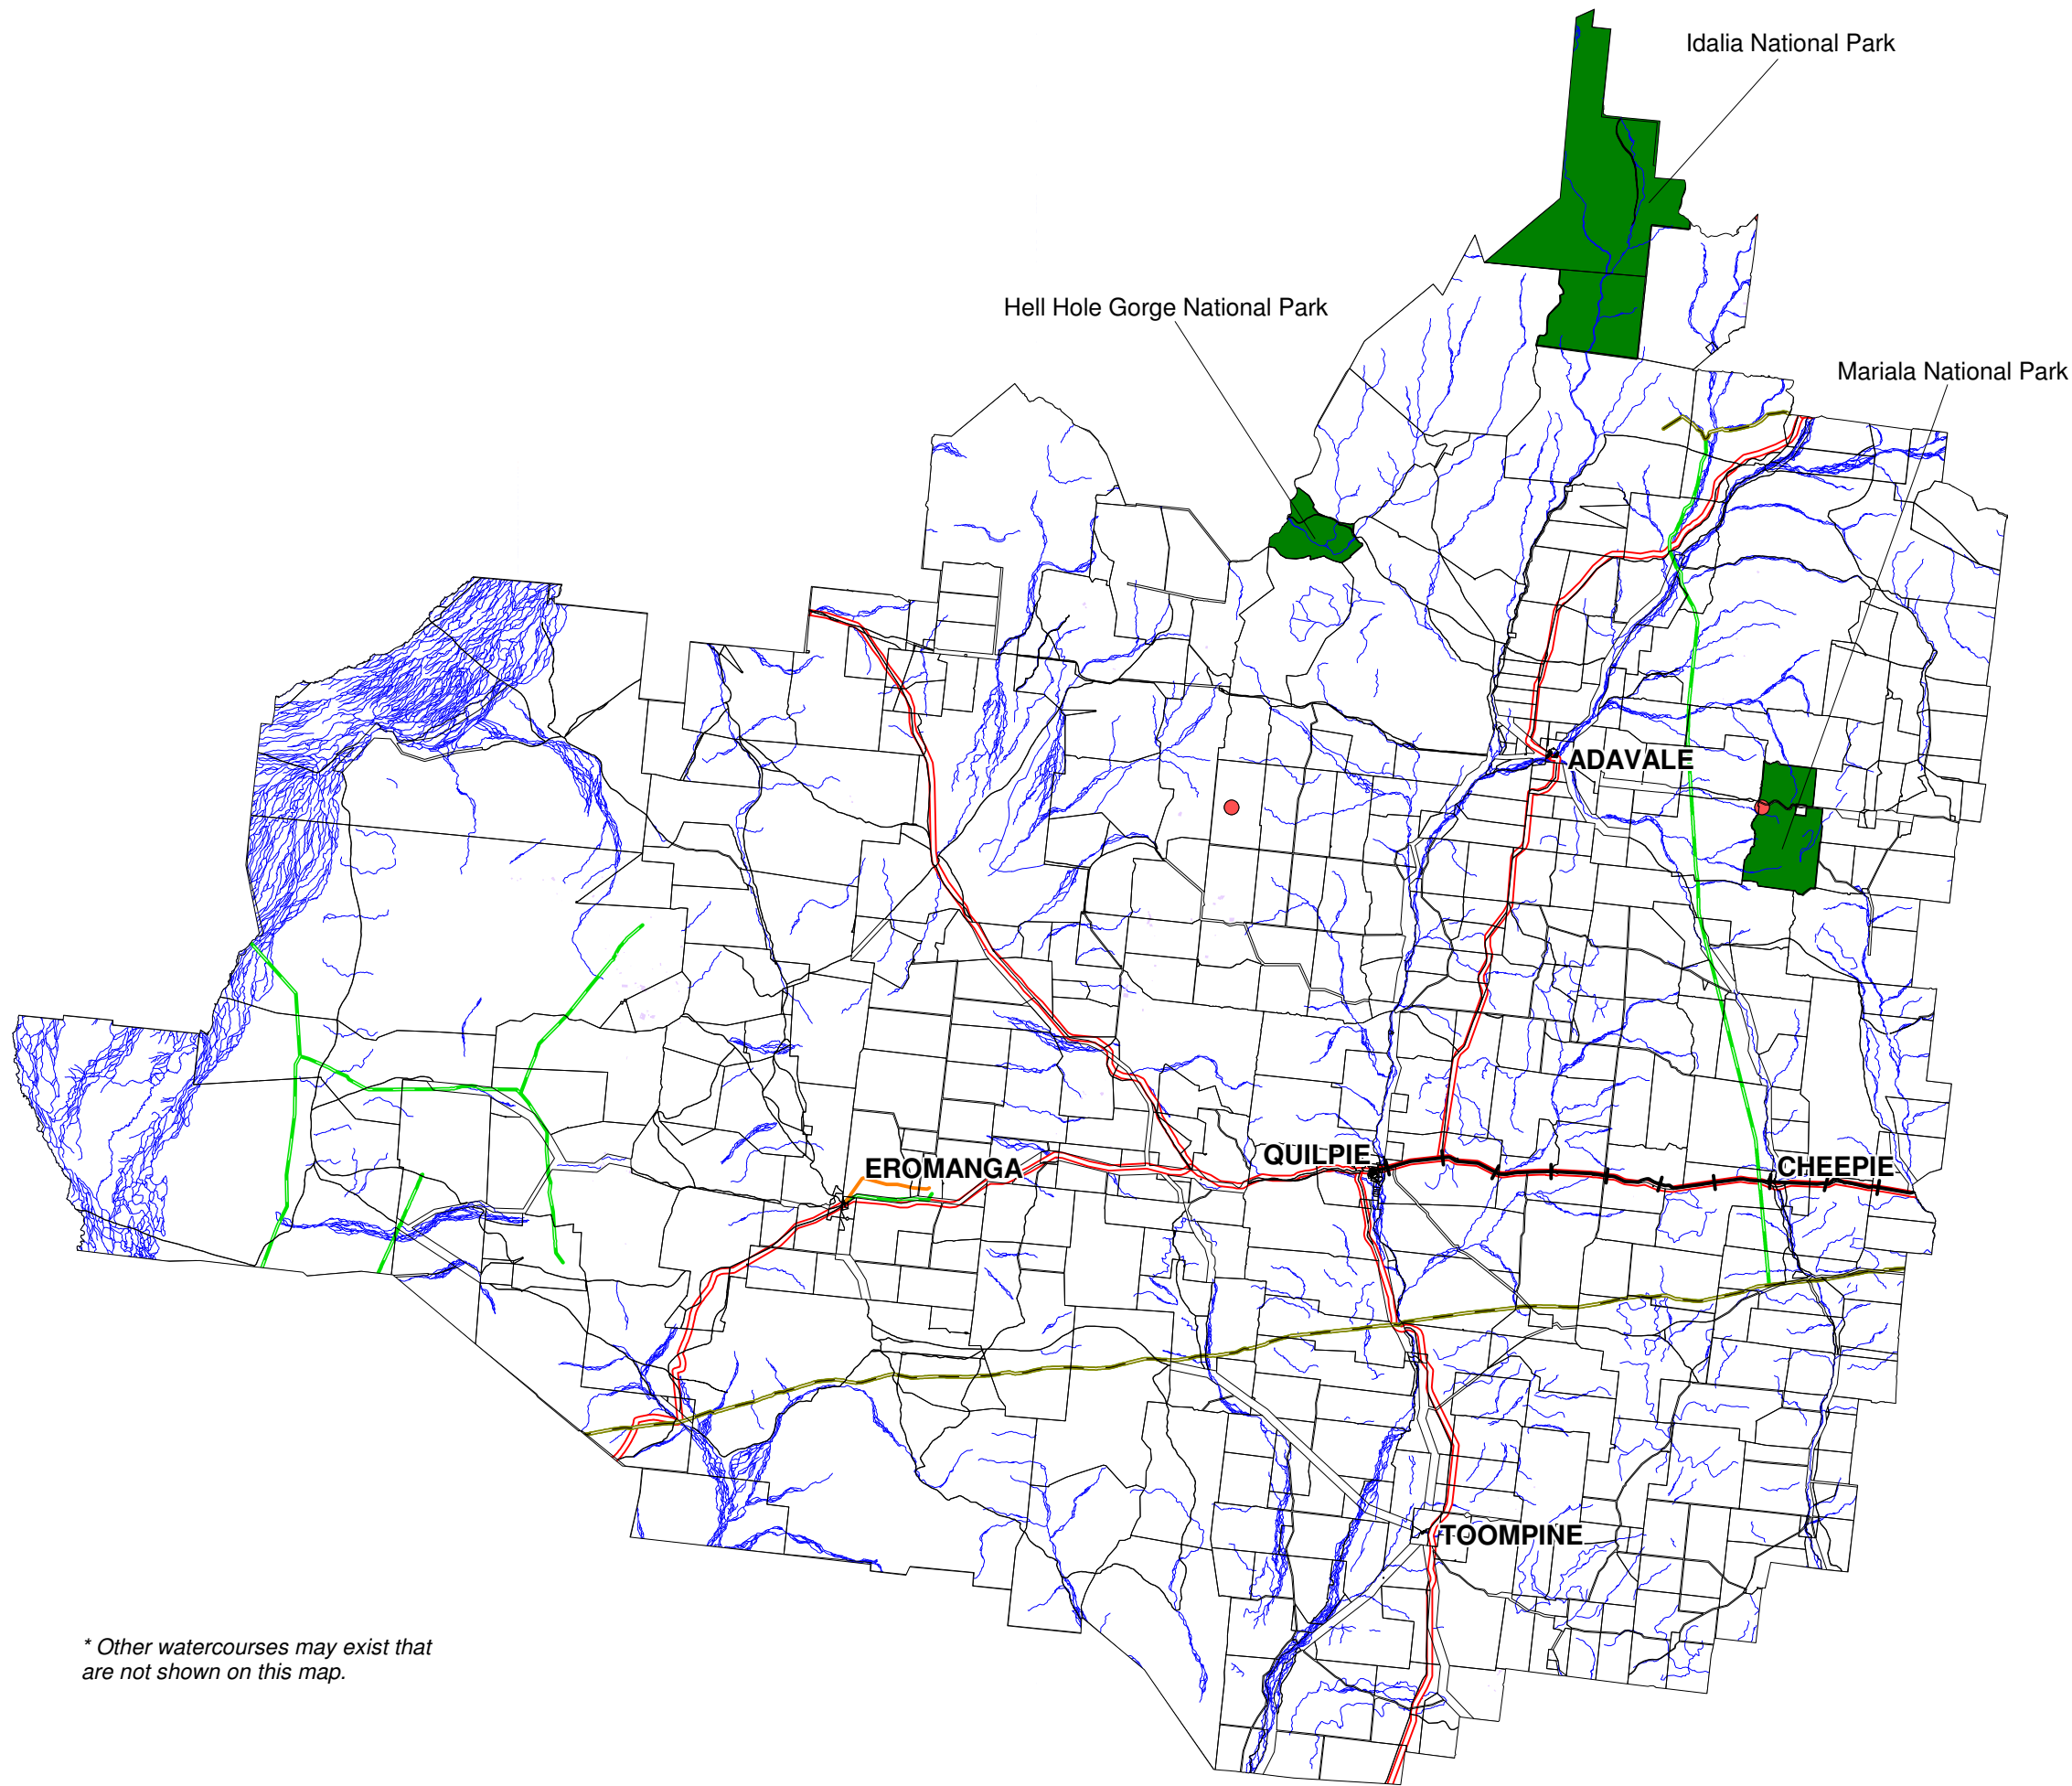 Idalia National Park
Hell Hole Gorge National Park
Mariala National Park
ADAVALE
QUILPIE
CHEEPIE
EROMANGA
TOOMPINE
* Other watercourses may exist that
are not shown on this map.